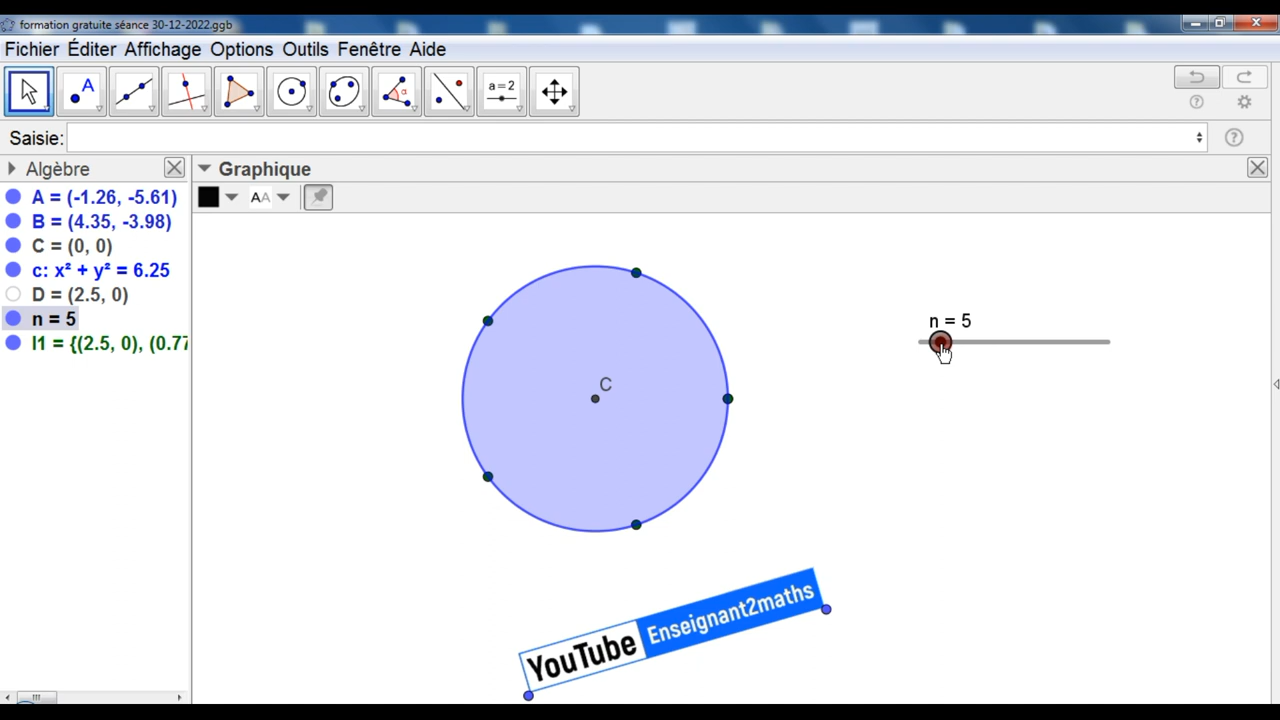 formation gratuite séance 30-12-2022.ggb
Fichier Éditer Affichage Options Outils Fenêtre Aide
A
α
a = 2
Saisie:
Algèbre
Graphique
AA
A = (-1.26, -5.61)
B = (4.35, -3.98)
C = (0, 0)
c: x² + y² = 6.25
D = (2.5, 0)
n = 5
l1 = {(2.5, 0), (0.77
C
n = 5
YouTube Enseignant2maths